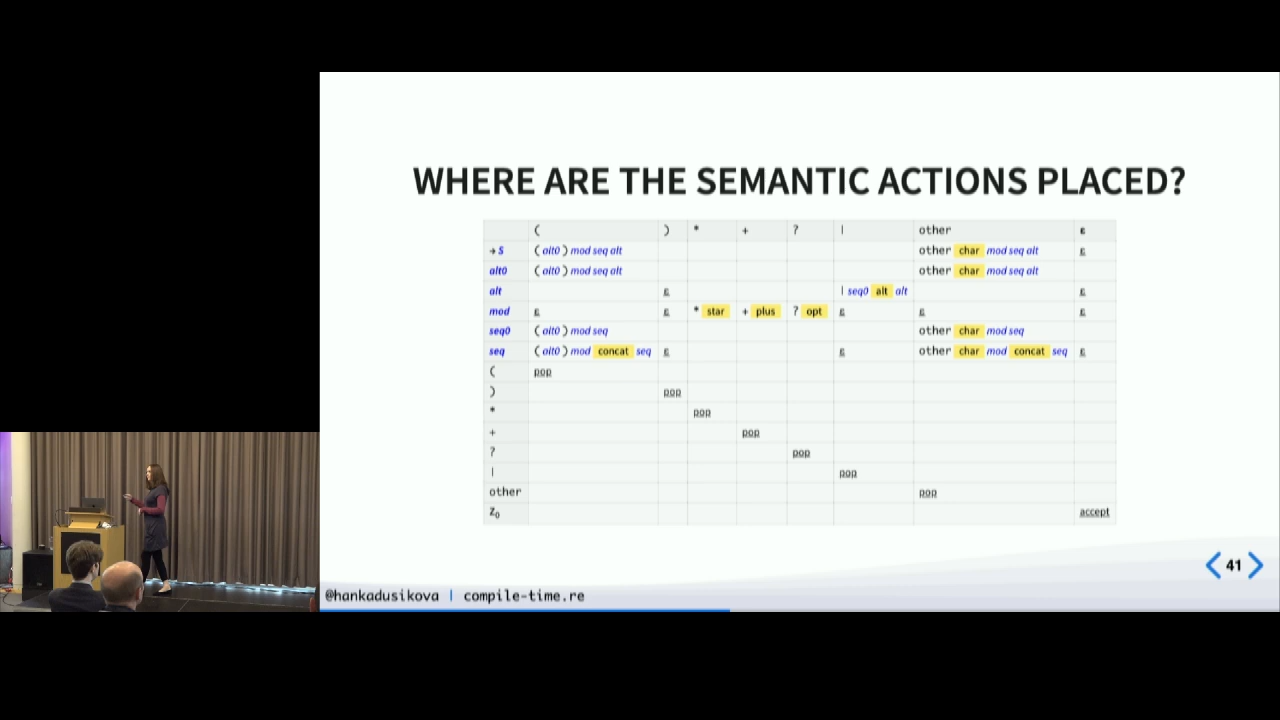 WHERE ARE THE SEMANTIC ACTIONS PLACED?
( ) * + ? | other ε
→ S ( alt0 ) mod seq alt other char mod seq alt ε
alt0 ( alt0 ) mod seq alt other char mod seq alt
alt ε | seq0 alt alt ε
mod ε ε * star + plus ? opt ε ε ε
seq0 ( alt0 ) mod seq other char mod seq
seq ( alt0 ) mod concat seq ε ε other char mod concat seq ε
( pop
) pop
* pop
+ pop
? pop
| pop
other pop
Z0 accept
41
@hankadusikova | compile-time.re